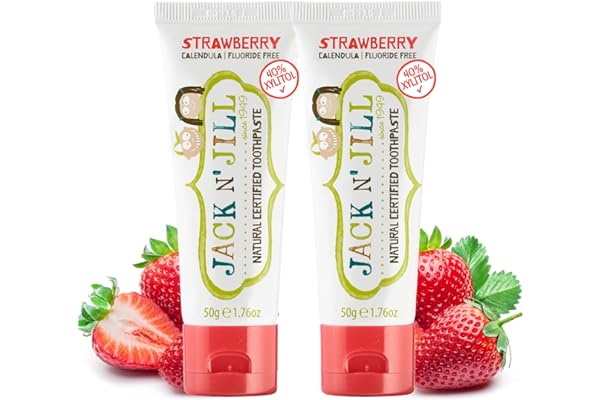 STRAWBERRY
CALENDULA | FLUORIDE FREE
40%
XYLITOL
JACK N' JILL
since 1949
NATURAL CERTIFIED TOOTHPASTE
50g e 1.76oz
STRAWBERRY
CALENDULA | FLUORIDE FREE
40%
XYLITOL
JACK N' JILL
since 1949
NATURAL CERTIFIED TOOTHPASTE
50g e 1.76oz